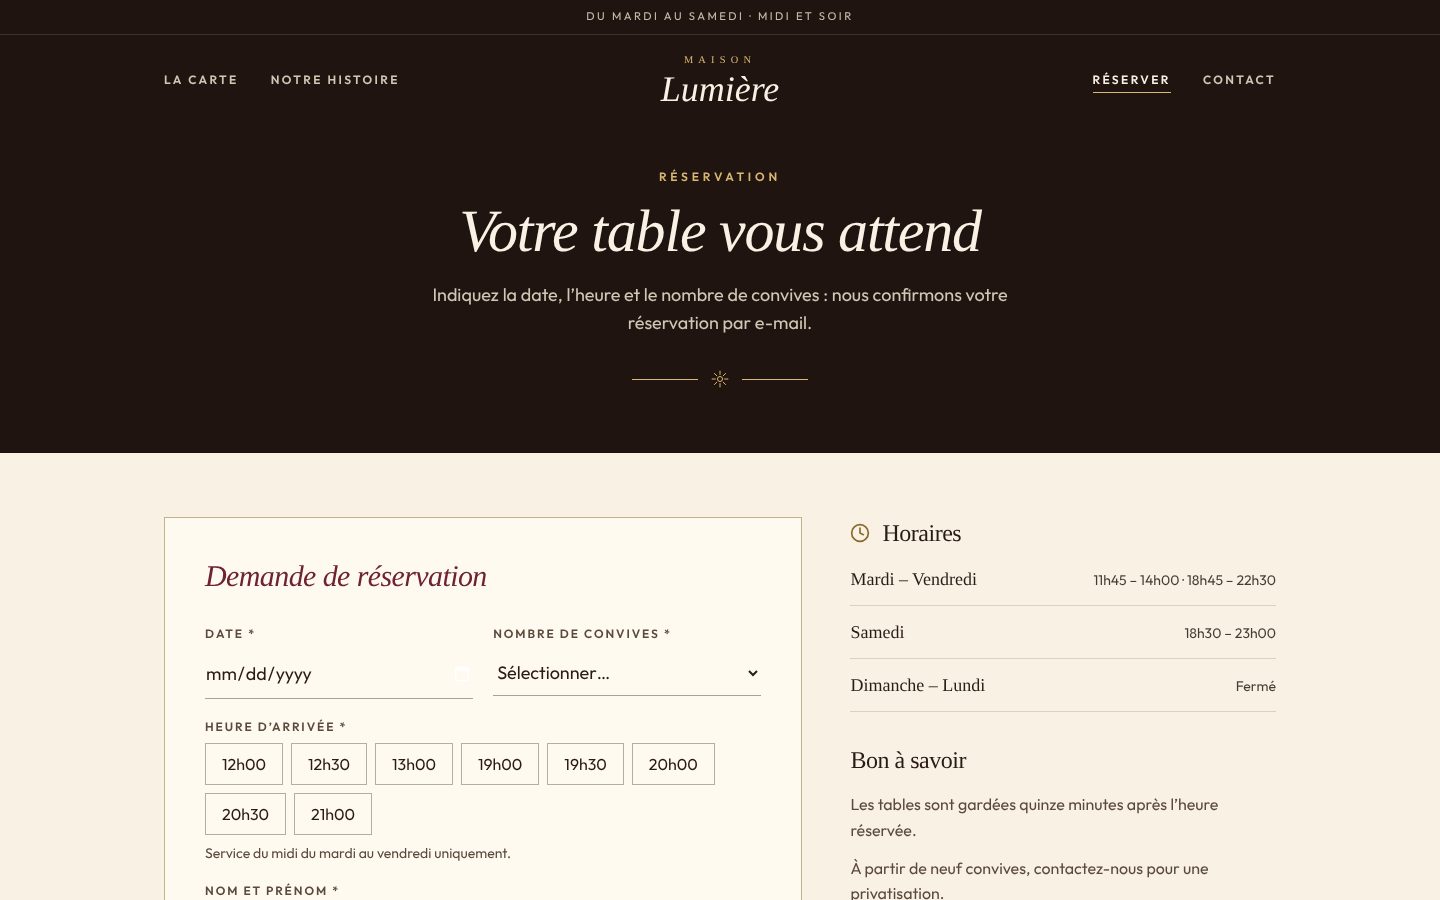 DU MARDI AU SAMEDI · MIDI ET SOIR
LA CARTE
NOTRE HISTOIRE
MAISON
Lumière
RÉSERVER
CONTACT
RÉSERVATION
Votre table vous attend
Indiquez la date, l’heure et le nombre de convives : nous confirmons votre
réservation par e-mail.
Demande de réservation
DATE *
NOMBRE DE CONVIVES *
mm/dd/yyyy
Sélectionner…
HEURE D’ARRIVÉE *
12h00
12h30
13h00
19h00
19h30
20h00
20h30
21h00
Service du midi du mardi au vendredi uniquement.
NOM ET PRÉNOM *
Horaires
Mardi – Vendredi
11h45 – 14h00 · 18h45 – 22h30
Samedi
18h30 – 23h00
Dimanche – Lundi
Fermé
Bon à savoir
Les tables sont gardées quinze minutes après l’heure
réservée.
À partir de neuf convives, contactez-nous pour une
privatisation.